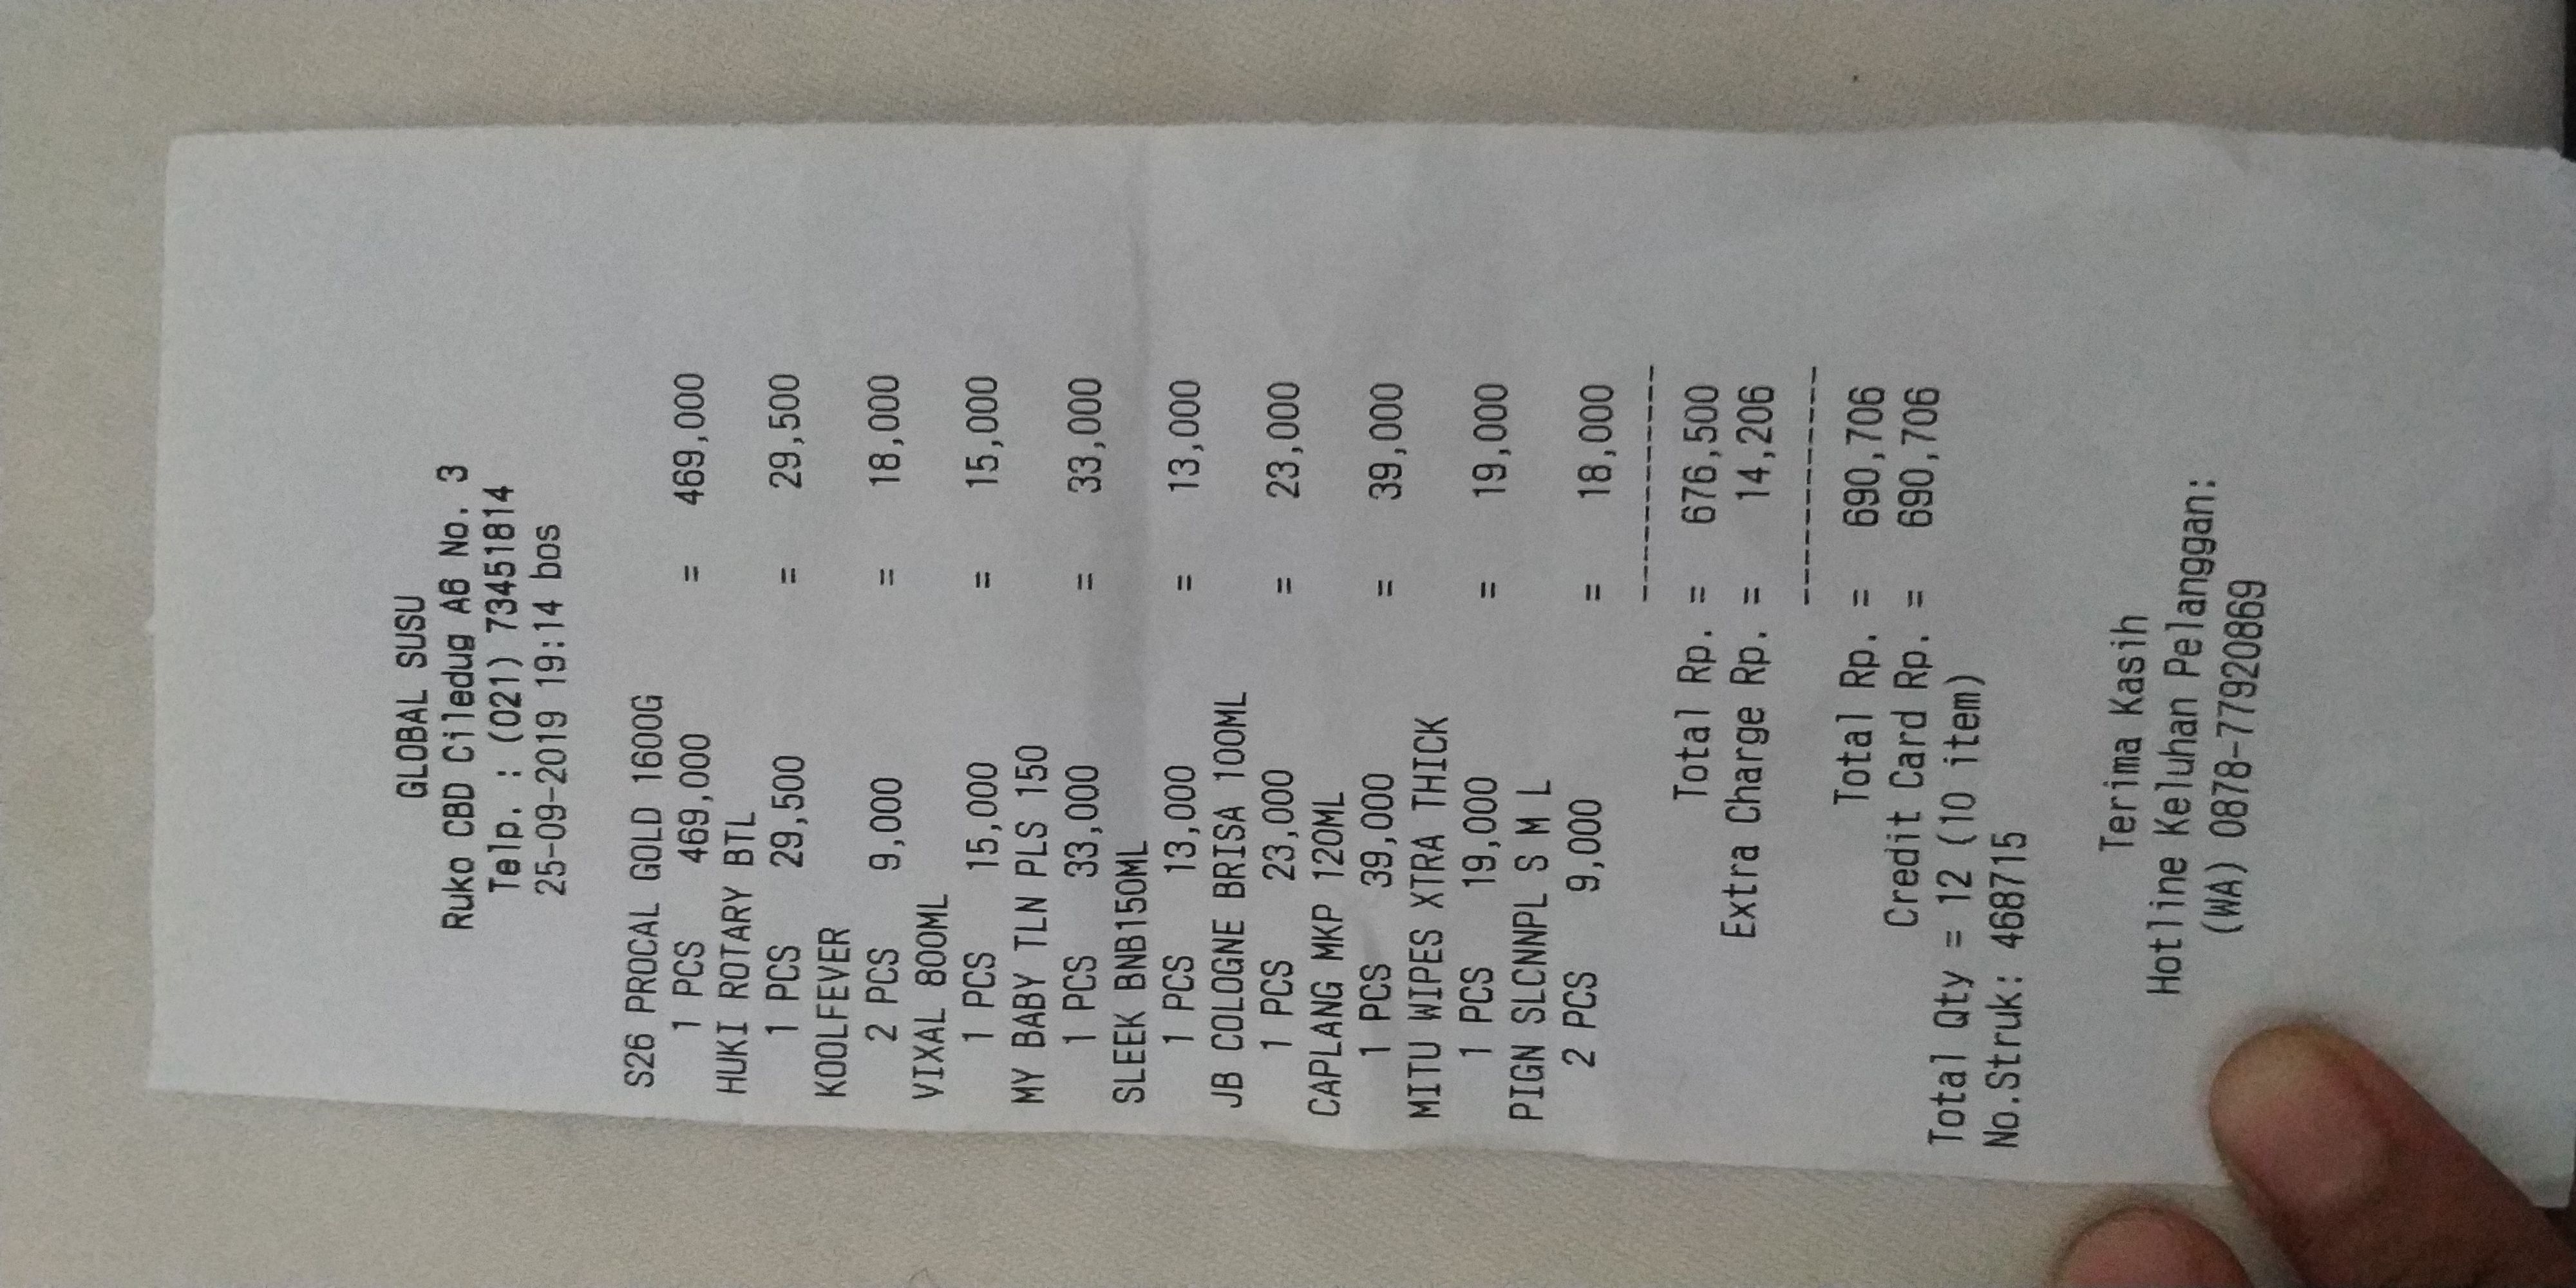 GLOBAL SUSU
Ruko CBD Ciledug A6 No. 3
Telp. : (021) 73451814
25-09-2019 19:14 bos
S26 PROCAL GOLD 1600G
1 PCS 469,000 = 469,000
HUKI ROTARY BTL
1 PCS 29,500 = 29,500
KOOLFEVER
2 PCS 9,000 = 18,000
VIXAL 800ML
1 PCS 15,000 = 15,000
MY BABY TLN PLS 150
1 PCS 33,000 = 33,000
SLEEK BNB150ML
1 PCS 13,000 = 13,000
JB COLOGNE BRISA 100ML
1 PCS 23,000 = 23,000
CAPLANG MKP 120ML
1 PCS 39,000 = 39,000
MITU WIPES XTRA THICK
1 PCS 19,000 = 19,000
PIGN SLCNNPL S M L
2 PCS 9,000 = 18,000
------------
Total Rp. = 676,500
Extra Charge Rp. = 14,206
------------
Total Rp. = 690,706
Credit Card Rp. = 690,706
Total Qty = 12 (10 item)
No.Struk: 468715
Terima Kasih
Hotline Keluhan Pelanggan:
(WA) 0878-77920869